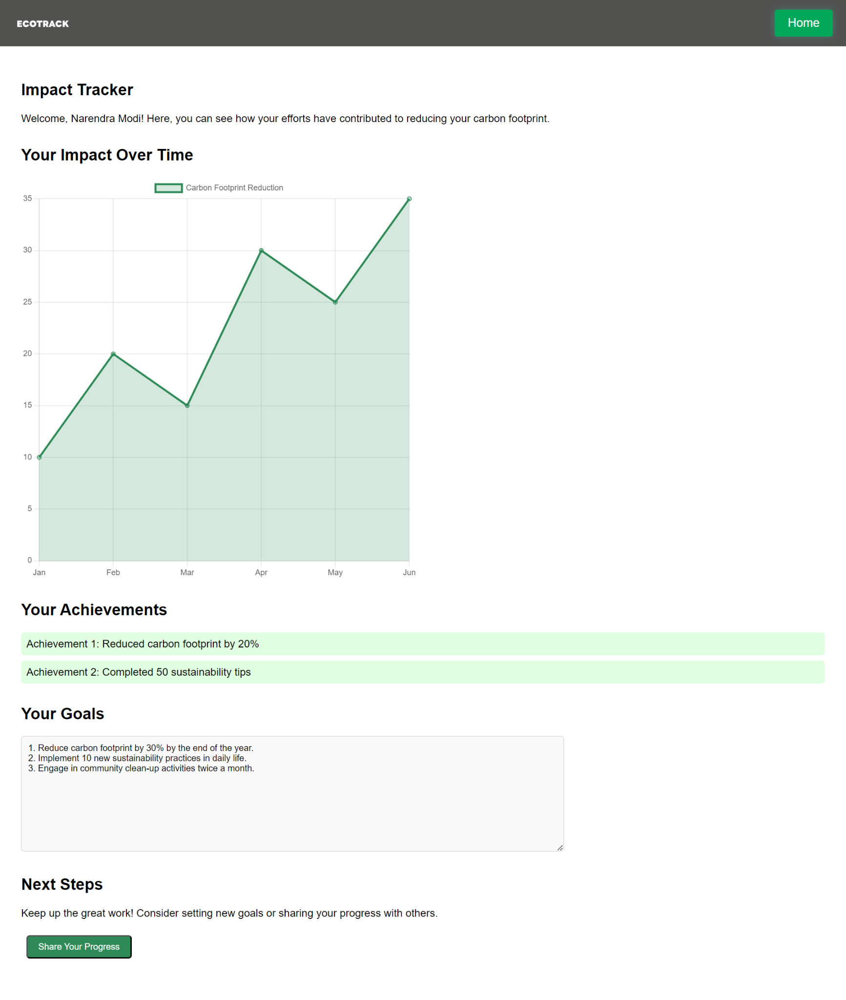 ECOTRACK
Home
Impact Tracker
Welcome, Narendra Modi! Here, you can see how your efforts have contributed to reducing your carbon footprint.
Your Impact Over Time
Carbon Footprint Reduction
35
30
25
20
15
10
5
0
Jan Feb Mar Apr May Jun
Your Achievements
Achievement 1: Reduced carbon footprint by 20%
Achievement 2: Completed 50 sustainability tips
Your Goals
1. Reduce carbon footprint by 30% by the end of the year.
2. Implement 10 new sustainability practices in daily life.
3. Engage in community clean-up activities twice a month.
Next Steps
Keep up the great work! Consider setting new goals or sharing your progress with others.
Share Your Progress